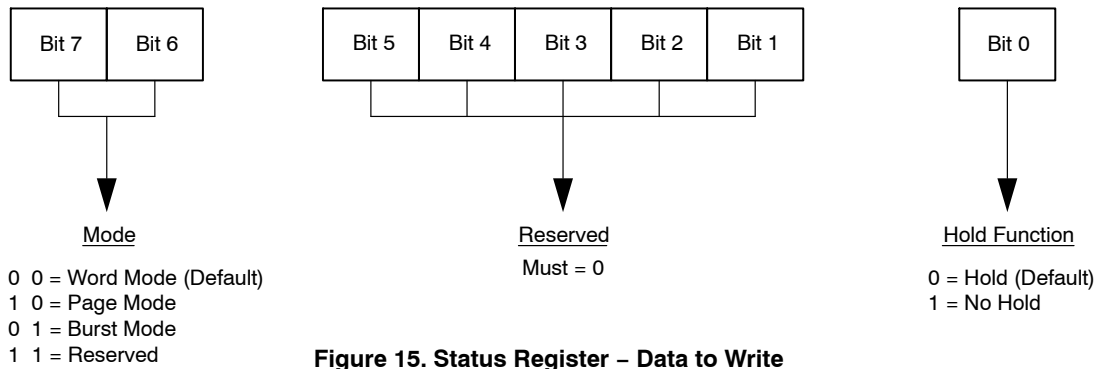 Bit 7 Bit 6 Bit 5 Bit 4 Bit 3 Bit 2 Bit 1 Bit 0
Mode
0 0 = Word Mode (Default)
1 0 = Page Mode
0 1 = Burst Mode
1 1 = Reserved
Reserved
Must = 0
Hold Function
0 = Hold (Default)
1 = No Hold
Figure 15. Status Register − Data to Write